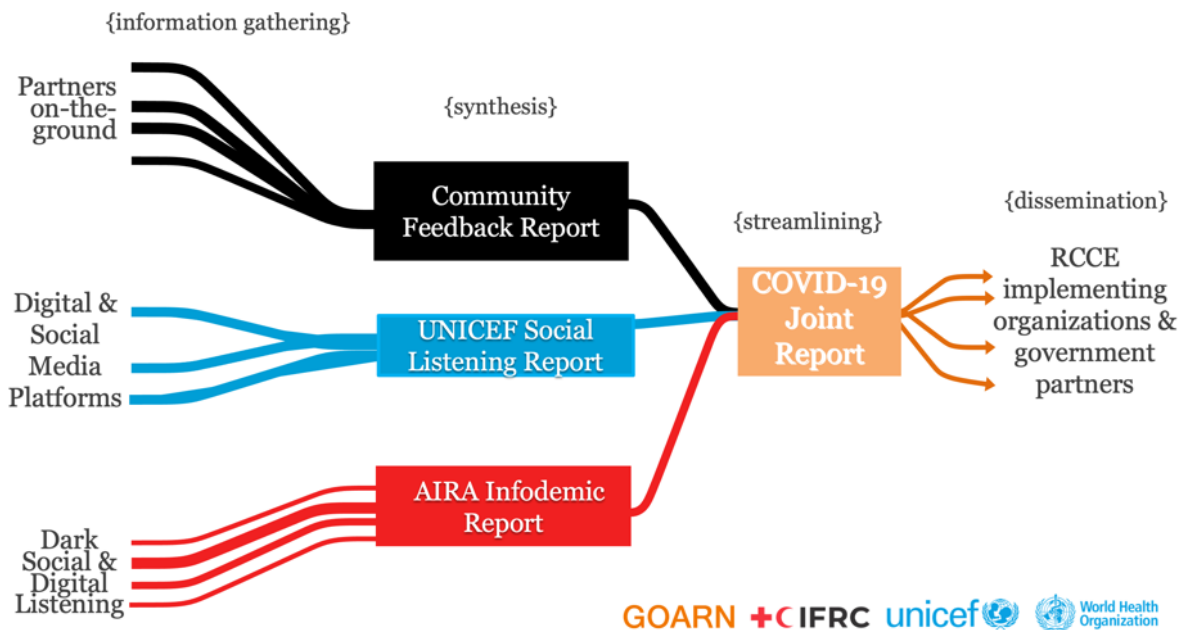 {information gathering}
Partners
on-the-
ground
{synthesis}
Community
Feedback Report
{streamlining}
{dissemination}
Digital &
Social
Media
Platforms
UNICEF Social
Listening Report
COVID-19
Joint
Report
RCCE
implementing
organizations &
government
partners
AIRA Infodemic
Report
Dark
Social &
Digital
Listening
GOARN
IFRC
unicef
World Health
Organization